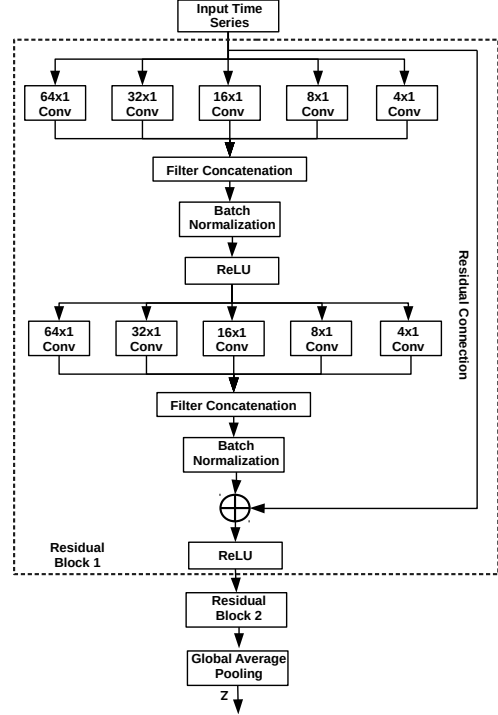 Input Time
Series
64x1
Conv
32x1
Conv
16x1
Conv
8x1
Conv
4x1
Conv
Filter Concatenation
Batch
Normalization
ReLU
64x1
Conv
32x1
Conv
16x1
Conv
8x1
Conv
4x1
Conv
Residual Connection
Filter Concatenation
Batch
Normalization
ReLU
Residual
Block 1
Residual
Block 2
Global Average
Pooling
Z